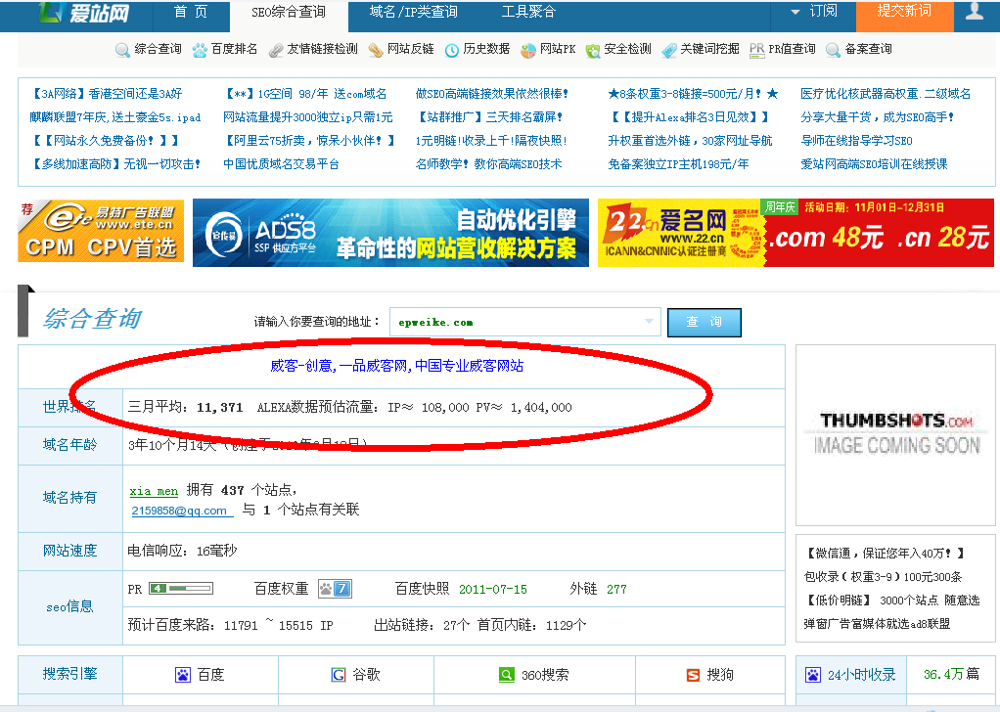 爱站网 首 页 SEO综合查询 域名/IP类查询 工具聚合 订阅 提交新词
综合查询 百度排名 友情链接检测 网站反链 历史数据 网站PK 安全检测 关键词挖掘 PR PR值查询 备案查询
【3A网络】香港空间还是3A好 【**】1G空间 98/年 送com域名 做SEO高端链接效果依然很棒! ★8条权重3-8链接=500元/月! ★ 医疗优化核武器高权重.二级域名
麒麟联盟7年庆,送土豪金5s.ipad 网站流量提升3000独立ip只需1元 【站群推广】三天排名霸屏! 【【提升Alexa排名3日见效】】 分享大量干货，成为SEO高手!
【【网站永久免费备份! 】】 【阿里云75折卖，惊呆小伙伴! 】 1元明链!收录上千!隔夜快照! 升权重首选外链，30家网址导航 导师在线指导学习SEO
【多线加速高防】无视一切攻击! 中国优质域名交易平台 名师教学! 教你高端SEO技术 免备案独立IP主机198元/年 爱站网高端SEO培训在线授课
荐 易特广告联盟
www.ete.cn
CPM CPV首选
ADS8
SSP 供应方平台
自动优化引擎
革命性的网站营收解决方案
22.cn 爱名网
www.22.cn
ICANN&CNNIC认证注册商
周年庆 活动日期: 11月01日-12月31日
.com 48元 .cn 28元
综合查询 请输入你要查询的地址： epweike.com 查 询
威客-创意,一品威客网,中国专业威客网站
世界排名 三月平均: 11,371 ALEXA数据预估流量: IP≈ 108,000 PV≈ 1,404,000
域名年龄 3年10个月14天
域名持有 xia men 拥有 437 个站点,
2159858@qq.com 与 1 个站点有关联
网站速度 电信响应: 16毫秒
seo信息 PR 4 百度权重 7 百度快照 2011-07-15 外链 277
预计百度来路: 11791 ~ 15515 IP 出站链接: 27个 首页内链: 1129个
THUMBSHOTS.COM
IMAGE COMING SOON
【微信通，保证您年入40万! 】
包收录（权重3-9）100元300条
【低价明链】 3000个站点 随意选
弹窗广告富媒体就选ad8联盟
搜索引擎 百度 谷歌 360搜索 搜狗 24小时收录 36.4万篇